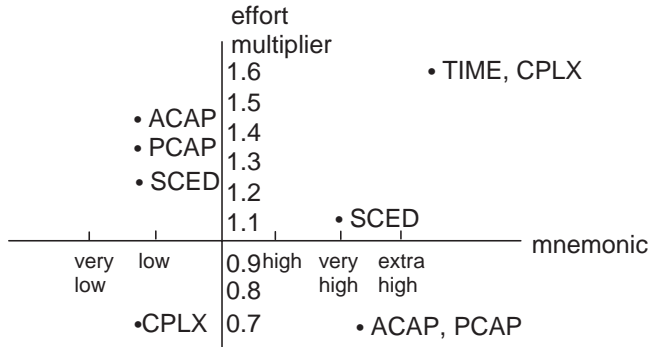 effort
multiplier
1.6
• TIME, CPLX
1.5
• ACAP
1.4
• PCAP
1.3
• SCED
1.2
1.1
• SCED
mnemonic
very
low
low
0.9
high
very
high
extra
high
0.8
•CPLX
0.7
• ACAP, PCAP